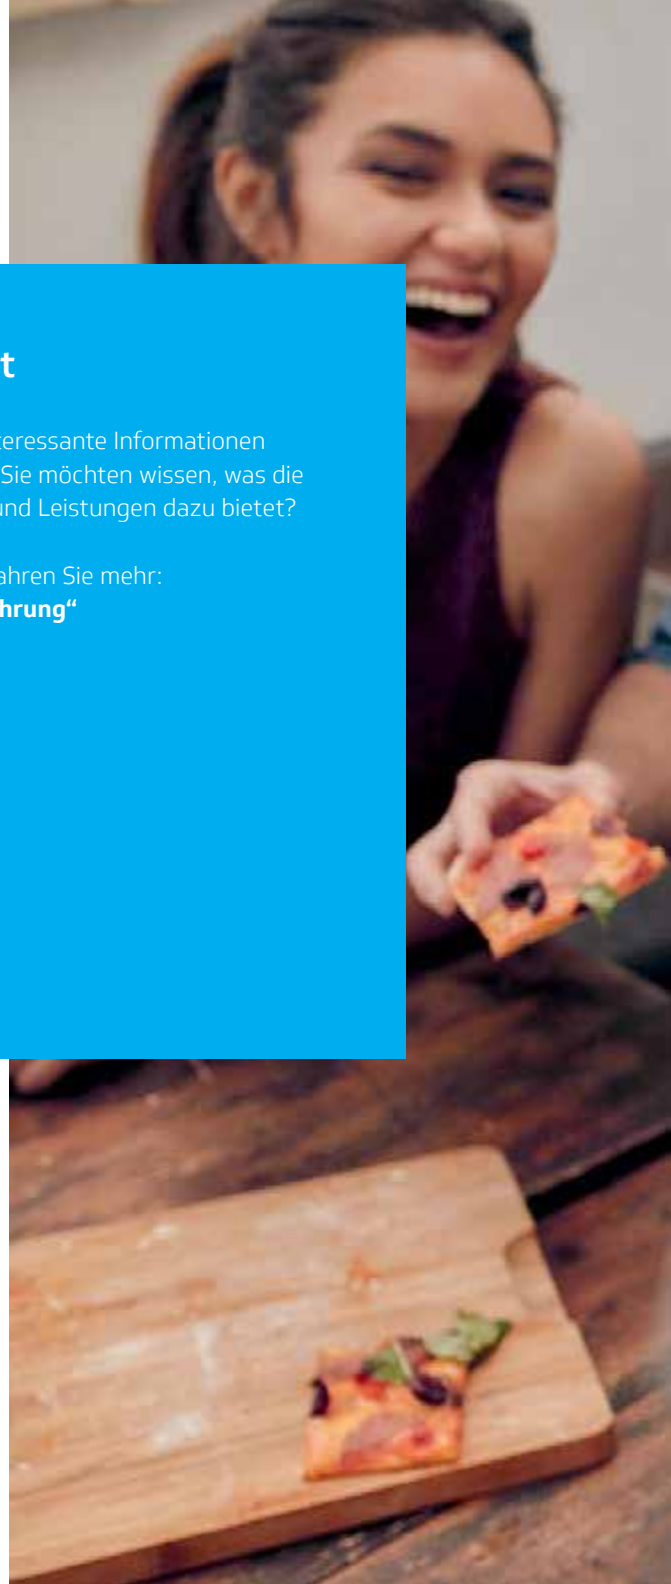 t
teressante Informationen
Sie möchten wissen, was die
und Leistungen dazu bietet?
ahren Sie mehr:
hrung“